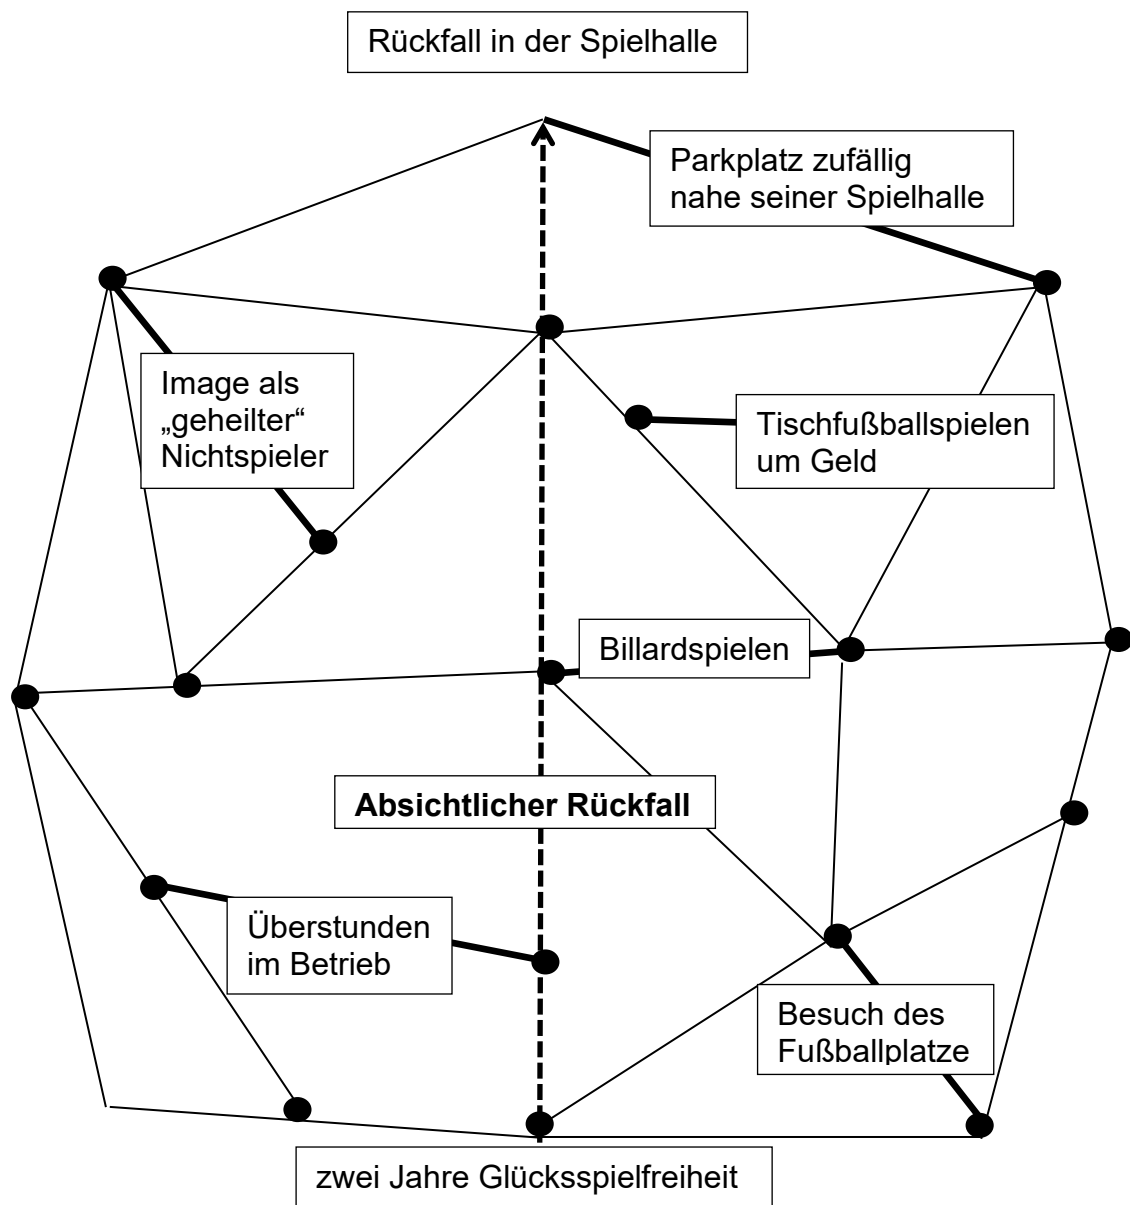 Rückfall in der Spielhalle
Parkplatz zufällig
nahe seiner Spielhalle
Image als
„geheilter“
Nichtspieler
Tischfußballspielen
um Geld
Billardspielen
Absichtlicher Rückfall
Überstunden
im Betrieb
Besuch des
Fußballplatze
zwei Jahre Glücksspielfreiheit